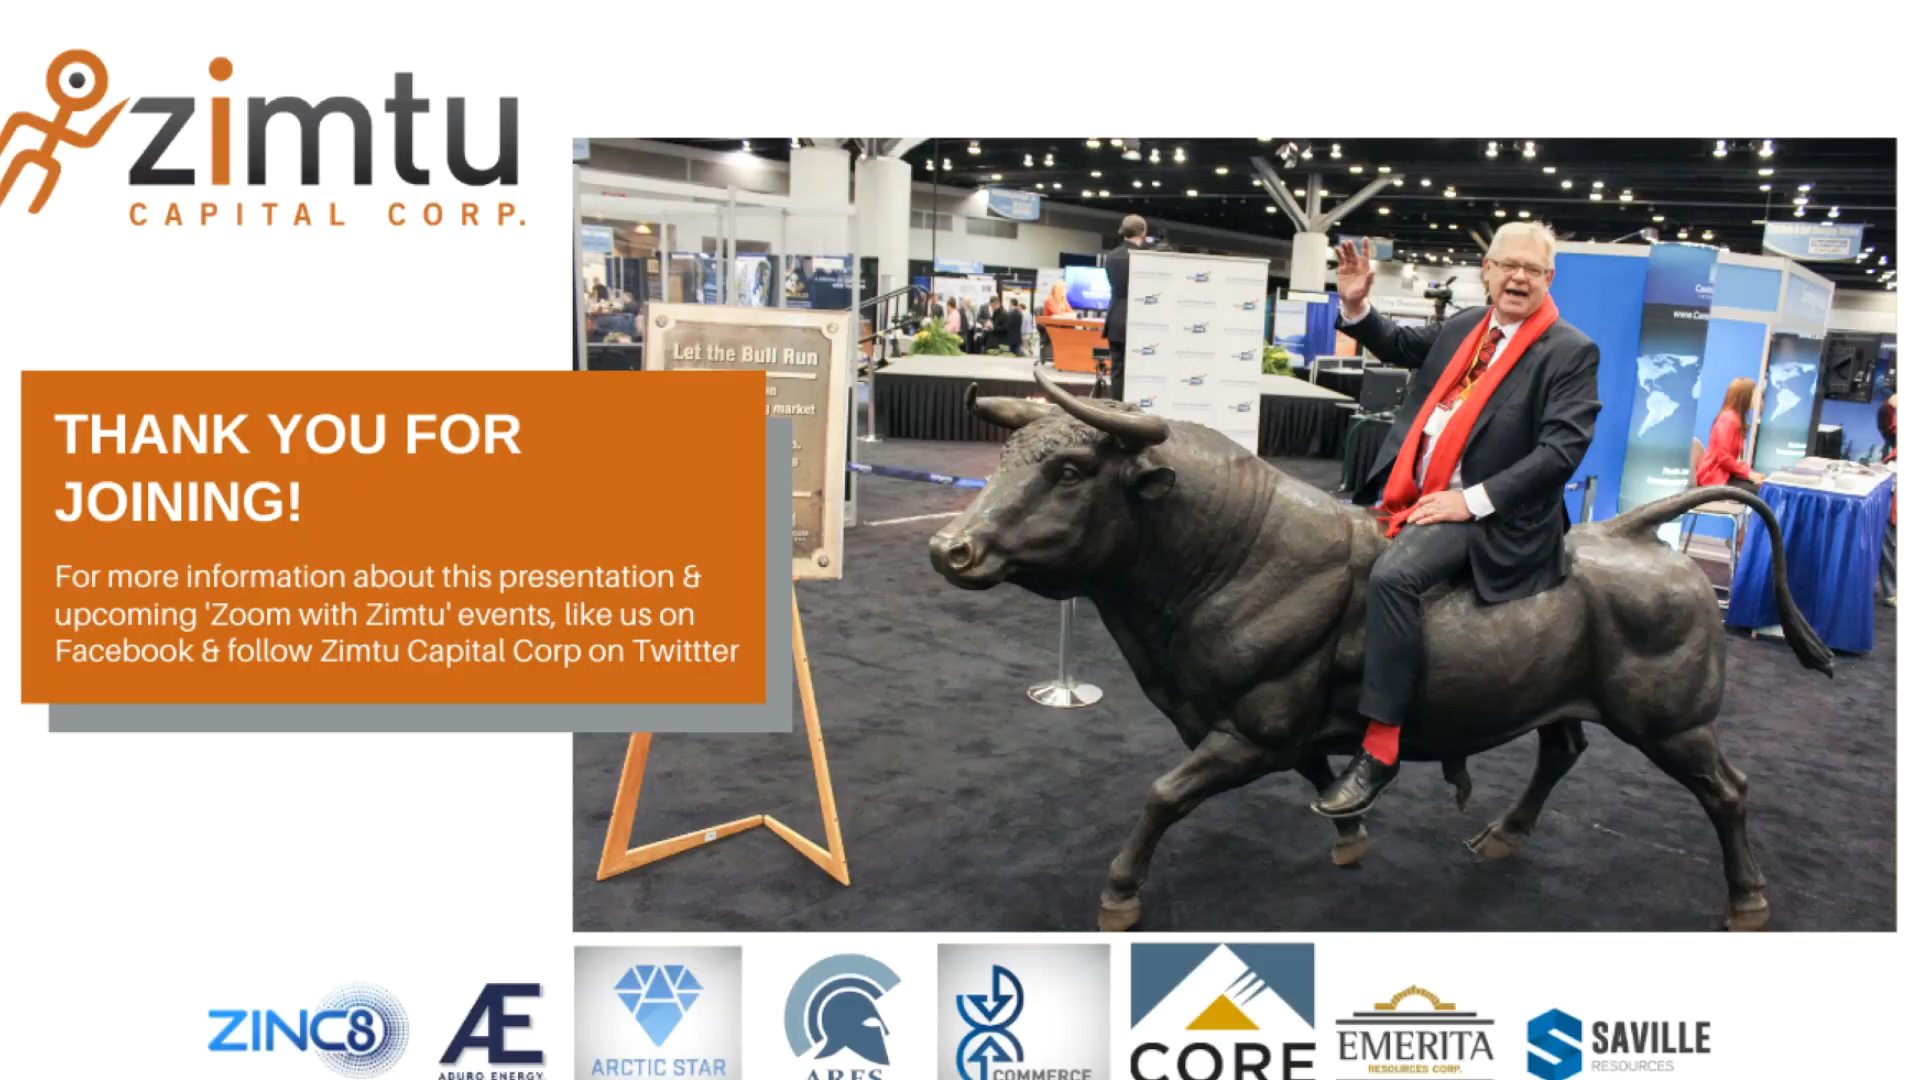 zimtu
CAPITAL CORP.
Let the Bull Run
market
THANK YOU FOR
JOINING!
For more information about this presentation &
upcoming 'Zoom with Zimtu' events, like us on
Facebook & follow Zimtu Capital Corp on Twittter
ZINC8
ÆE
ADURO ENERGY
ARCTIC STAR
ARES
COMMERCE
CORE
EMERITA
RESOURCES CORP.
SAVILLE
RESOURCES